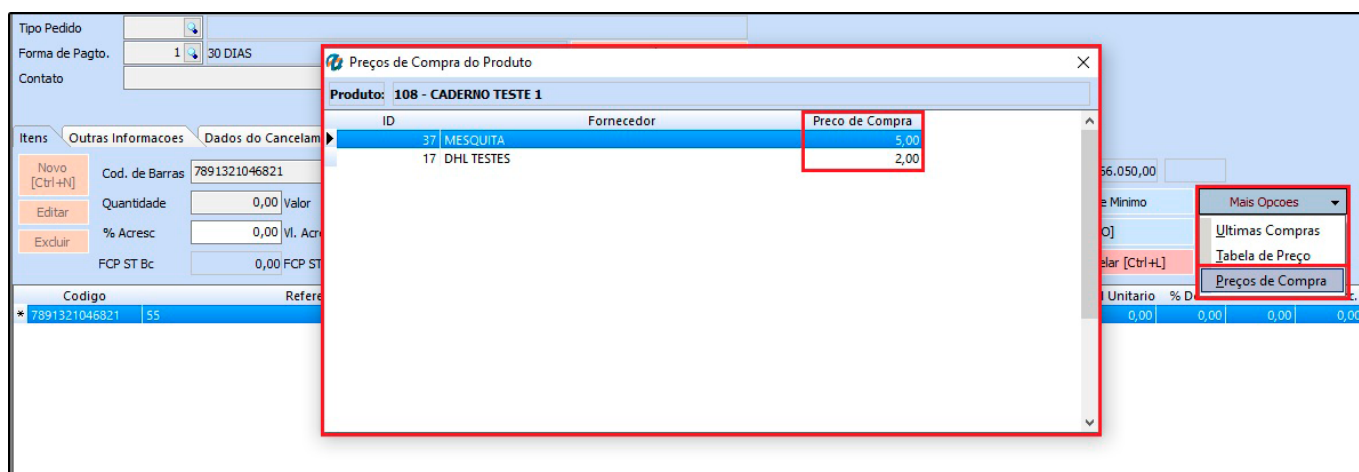 Tipo Pedido
Forma de Pagto. 1 30 DIAS
Contato
Preços de Compra do Produto
Produto: 108 - CADERNO TESTE 1
ID Fornecedor Preco de Compra
37 MESQUITA 5,00
17 DHL TESTES 2,00
Itens Outras Informacoes Dados do Cancelam
Novo [Ctrl+N] Cod. de Barras 7891321046821 56.050,00
Editar Quantidade 0,00 Valor e Minimo Mais Opcoes
Excluir % Acresc 0,00 Vl. Acre O] Ultimas Compras
FCP ST Bc 0,00 FCP ST elar [Ctrl+L] Tabela de Preço
Preços de Compra
Codigo Refere l Unitario % D c.
* 7891321046821 55 0,00 0,00 0,00 0,00